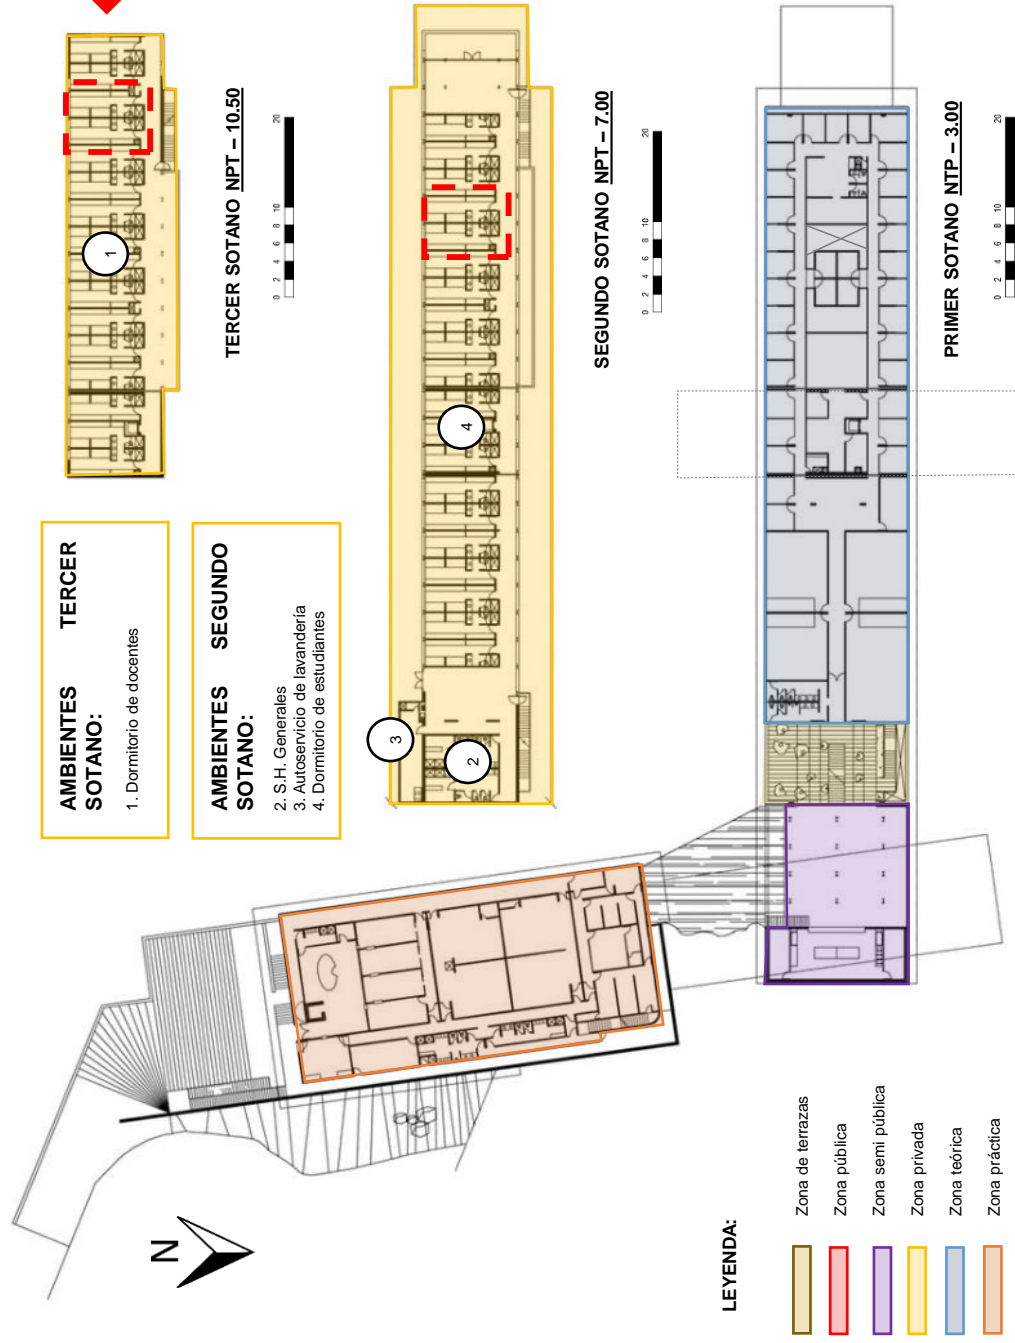 AMBIENTES TERCER
SOTANO:
1. Dormitorio de docentes
AMBIENTES SEGUNDO
SOTANO:
2. S.H. Generales
3. Autoservicio de lavandería
4. Dormitorio de estudiantes
1
TERCER SOTANO NPT – 10.50
0 2 4 6 8 10 20
3
2
4
SEGUNDO SOTANO NPT – 7.00
0 2 4 6 8 10 20
PRIMER SOTANO NTP – 3.00
0 2 4 6 8 10 20
N
LEYENDA:
Zona de terrazas
Zona pública
Zona semi pública
Zona privada
Zona teórica
Zona práctica